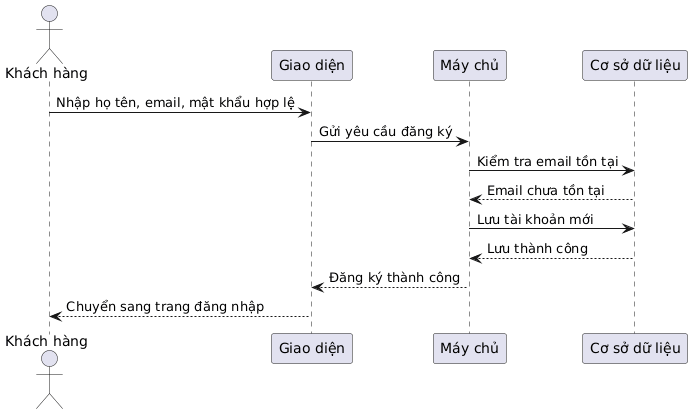 Khách hàng
Giao diện
Máy chủ
Cơ sở dữ liệu
Nhập họ tên, email, mật khẩu hợp lệ
Gửi yêu cầu đăng ký
Kiểm tra email tồn tại
Email chưa tồn tại
Lưu tài khoản mới
Lưu thành công
Đăng ký thành công
Chuyển sang trang đăng nhập
Khách hàng
Giao diện
Máy chủ
Cơ sở dữ liệu